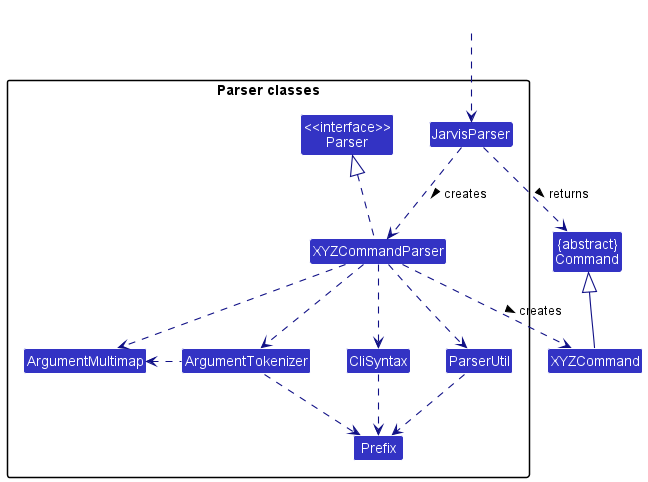 Parser classes
<<interface>>
Parser
JarvisParser
creates
returns
XYZCommandParser
{abstract}
Command
creates
ArgumentMultimap
ArgumentTokenizer
CliSyntax
ParserUtil
XYZCommand
Prefix